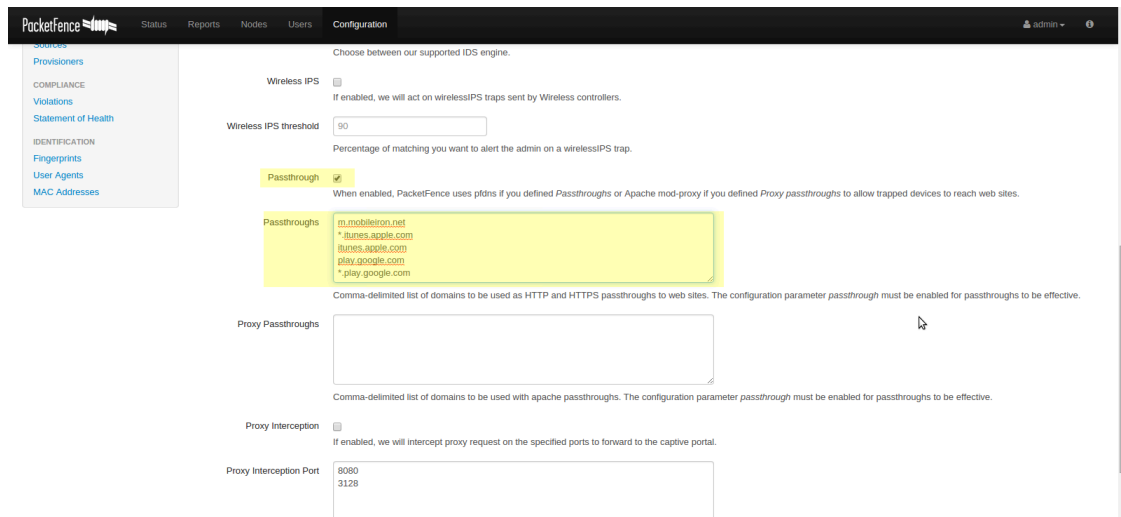 PacketFence
Status Reports Nodes Users Configuration admin
Sources
Provisioners
COMPLIANCE
Violations
Statement of Health
IDENTIFICATION
Fingerprints
User Agents
MAC Addresses
Choose between our supported IDS engine.
Wireless IPS
If enabled, we will act on wirelessIPS traps sent by Wireless controllers.
Wireless IPS threshold 90
Percentage of matching you want to alert the admin on a wirelessIPS trap.
Passthrough
When enabled, PacketFence uses pfdns if you defined Passthroughs or Apache mod-proxy if you defined Proxy passthroughs to allow trapped devices to reach web sites.
Passthroughs m.mobileiron.net
*.itunes.apple.com
itunes.apple.com
play.google.com
*.play.google.com
Comma-delimited list of domains to be used as HTTP and HTTPS passthroughs to web sites. The configuration parameter passthrough must be enabled for passthroughs to be effective.
Proxy Passthroughs
Comma-delimited list of domains to be used with apache passthroughs. The configuration parameter passthrough must be enabled for passthroughs to be effective.
Proxy Interception
If enabled, we will intercept proxy request on the specified ports to forward to the captive portal.
Proxy Interception Port 8080
3128